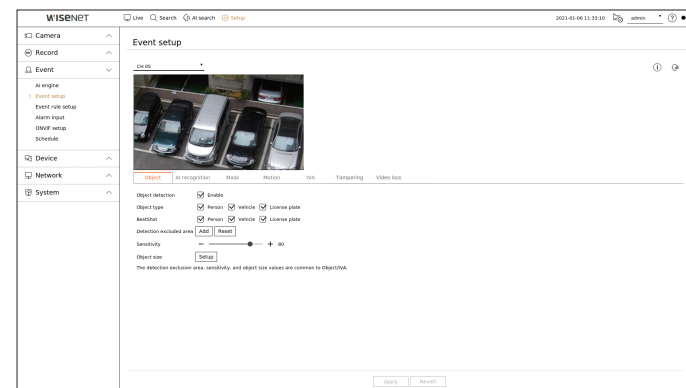 WISENET
Live Search AI search Setup 2021-01-06 11:33:10 admin
Camera
Record
Event
AI engine
Event setup
Event rule setup
Alarm input
ONVIF setup
Schedule
Device
Network
System
Event setup
CH 05
Object AI recognition Mask Motion IVA Tampering Video loss
Object detection Enable
Object type Person Vehicle License plate
BestShot Person Vehicle License plate
Detection excluded area Add Reset
Sensitivity − + 80
Object size Setup
The detection exclusion area, sensitivity, and object size values are common to Object/IVA.
Apply Revert